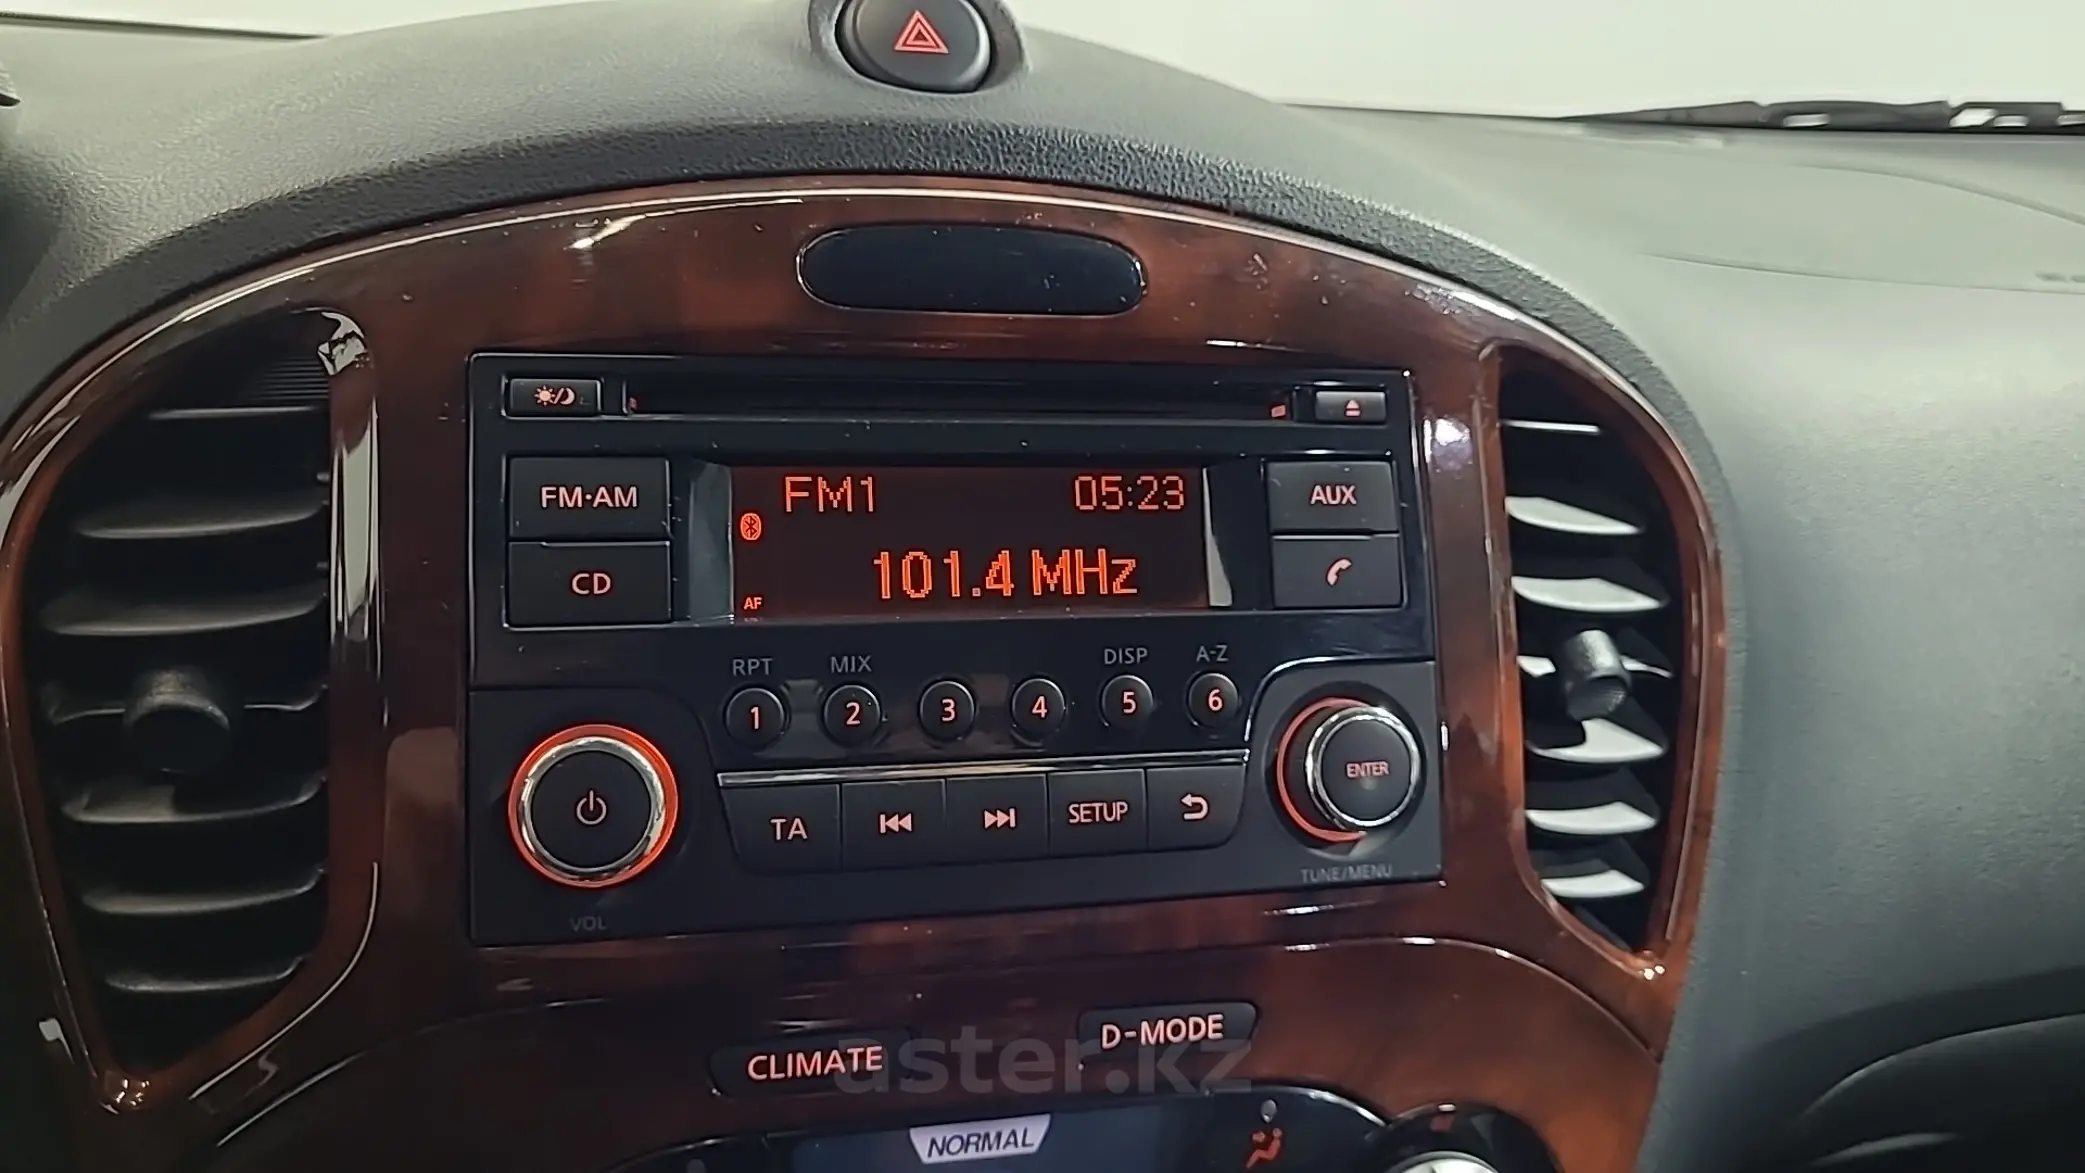 FM1 05:23
FM·AM AUX
101.4 MHz
CD
AF
RPT MIX DISP A-Z
1 2 3 4 5 6
ENTER
TA SETUP
TUNE/MENU
VOL
D-MODE
CLIMATE
aster.kz
NORMAL